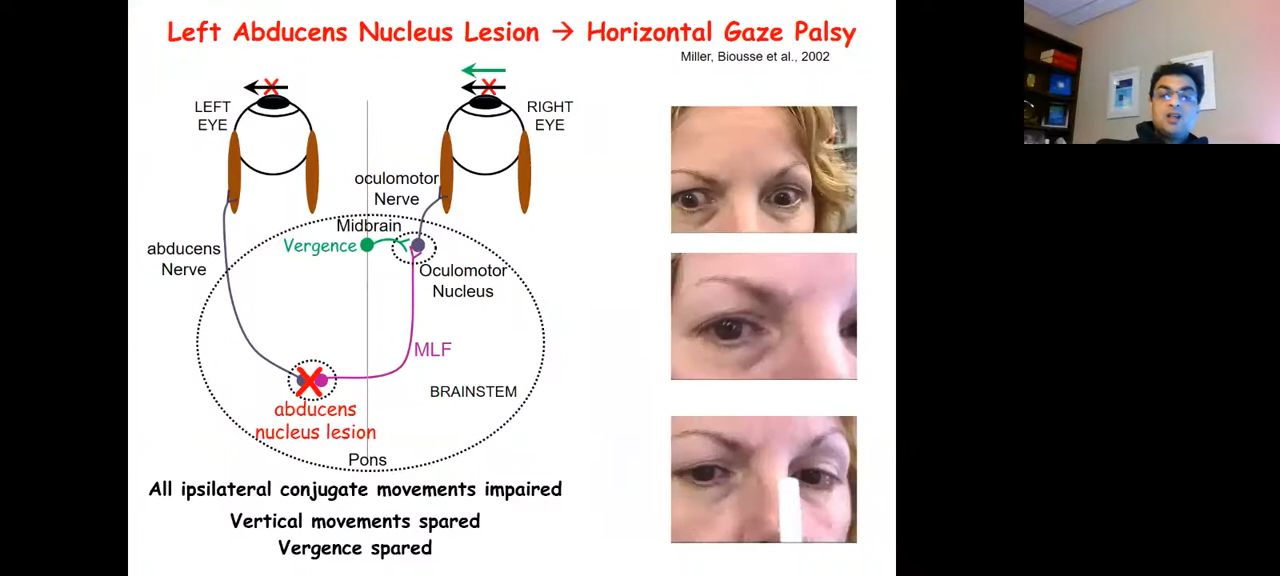 Left Abducens Nucleus Lesion → Horizontal Gaze Palsy
Miller, Biousse et al., 2002
LEFT
EYE
RIGHT
EYE
oculomotor
Nerve
Midbrain
Vergence
abducens
Nerve
Oculomotor
Nucleus
MLF
BRAINSTEM
abducens
nucleus lesion
Pons
All ipsilateral conjugate movements impaired
Vertical movements spared
Vergence spared